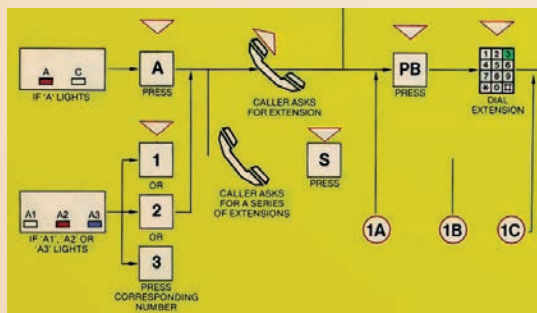 A C
IF 'A' LIGHTS
A
PRESS
CALLER ASKS
FOR EXTENSION
PB
PRESS
1 2 3
4 5 6
7 8 9
0
DIAL
EXTENSION
1
OR
2
OR
3
PRESS
CORRESPONDING
NUMBER
A1 A2 A3
IF 'A1', 'A2' OR
'A3' LIGHTS
CALLER ASKS
FOR A SERIES
OF EXTENSIONS
S
PRESS
1A
1B
1C